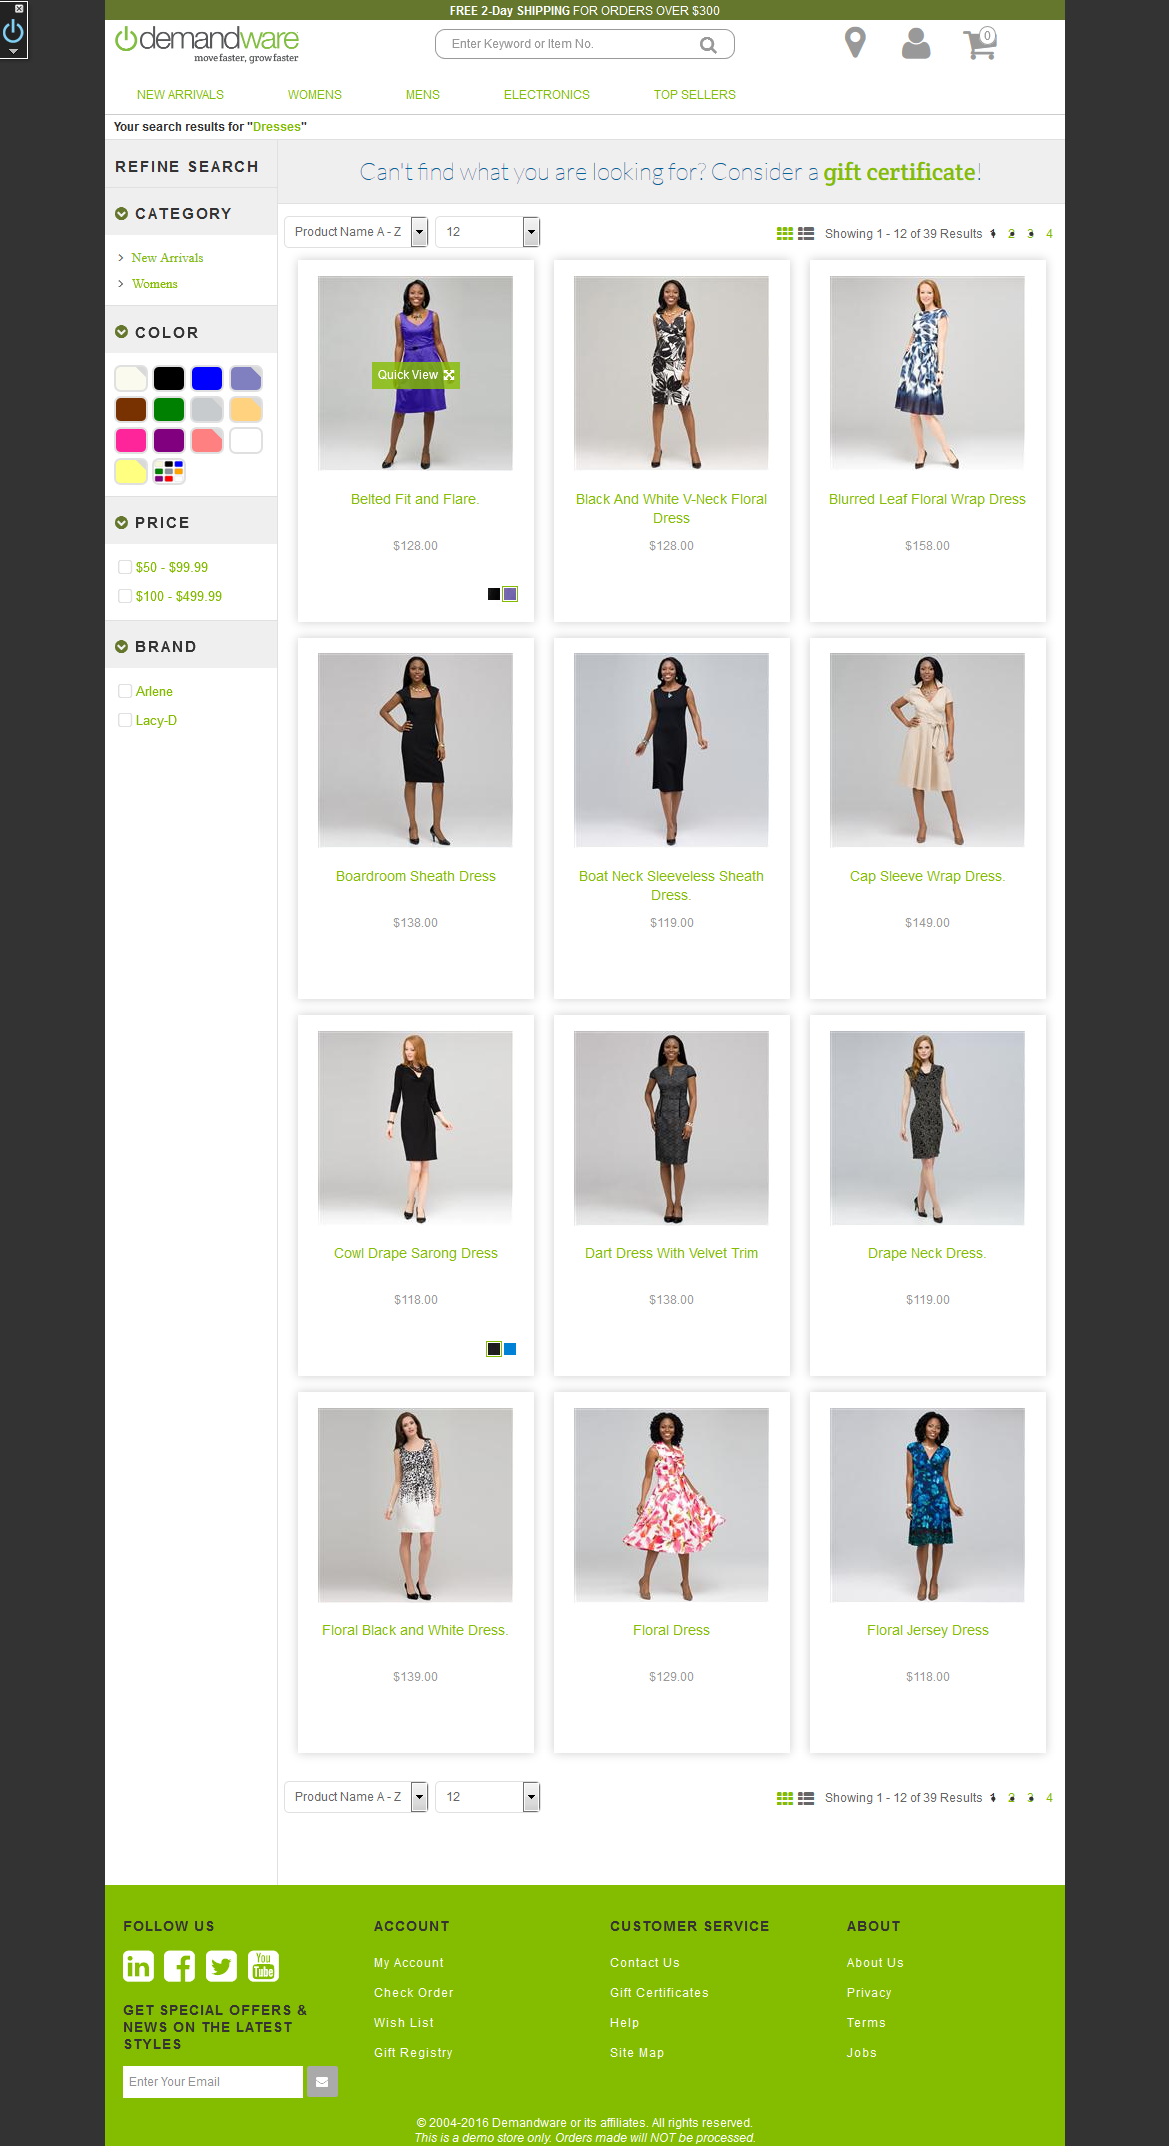 FREE 2-Day SHIPPING FOR ORDERS OVER $300
demandware
move faster, grow faster
Enter Keyword or Item No.
0
NEW ARRIVALS
WOMENS
MENS
ELECTRONICS
TOP SELLERS
Your search results for "Dresses"
REFINE SEARCH
CATEGORY
New Arrivals
Womens
COLOR
PRICE
$50 - $99.99
$100 - $499.99
BRAND
Arlene
Lacy-D
Can't find what you are looking for? Consider a gift certificate!
Product Name A - Z
12
Showing 1 - 12 of 39 Results 1 2 3 4
Quick View
Belted Fit and Flare.
$128.00
Black And White V-Neck Floral
Dress
$128.00
Blurred Leaf Floral Wrap Dress
$158.00
Boardroom Sheath Dress
$138.00
Boat Neck Sleeveless Sheath
Dress.
$119.00
Cap Sleeve Wrap Dress.
$149.00
Cowl Drape Sarong Dress
$118.00
Dart Dress With Velvet Trim
$138.00
Drape Neck Dress.
$119.00
Floral Black and White Dress.
$139.00
Floral Dress
$129.00
Floral Jersey Dress
$118.00
Product Name A - Z
12
Showing 1 - 12 of 39 Results 1 2 3 4
FOLLOW US
in
You
Tube
GET SPECIAL OFFERS &
NEWS ON THE LATEST
STYLES
Enter Your Email
ACCOUNT
My Account
Check Order
Wish List
Gift Registry
CUSTOMER SERVICE
Contact Us
Gift Certificates
Help
Site Map
ABOUT
About Us
Privacy
Terms
Jobs
© 2004-2016 Demandware or its affiliates. All rights reserved.
This is a demo store only. Orders made will NOT be processed.